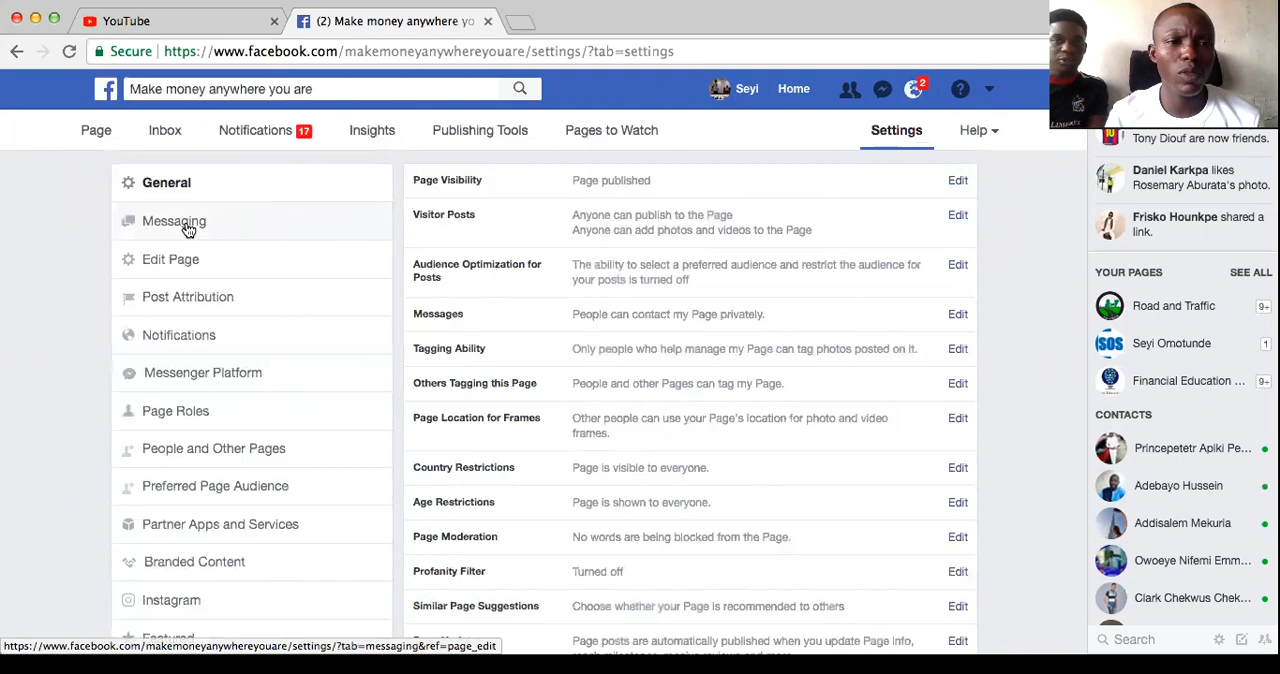 YouTube
(2) Make money anywhere yo
Secure https://www.facebook.com/makemoneyanywhereyouare/settings/?tab=settings
Make money anywhere you are
Seyi
Home
2
Page
Inbox
Notifications 17
Insights
Publishing Tools
Pages to Watch
Settings
Help
General
Messaging
Edit Page
Post Attribution
Notifications
Messenger Platform
Page Roles
People and Other Pages
Preferred Page Audience
Partner Apps and Services
Branded Content
Instagram
Featured
https://www.facebook.com/makemoneyanywhereyouare/settings/?tab=messaging&ref=page_edit
Page Visibility
Page published
Edit
Visitor Posts
Anyone can publish to the Page
Anyone can add photos and videos to the Page
Edit
Audience Optimization for
Posts
The ability to select a preferred audience and restrict the audience for
your posts is turned off
Edit
Messages
People can contact my Page privately.
Edit
Tagging Ability
Only people who help manage my Page can tag photos posted on it.
Edit
Others Tagging this Page
People and other Pages can tag my Page.
Edit
Page Location for Frames
Other people can use your Page's location for photo and video
frames.
Edit
Country Restrictions
Page is visible to everyone.
Edit
Age Restrictions
Page is shown to everyone.
Edit
Page Moderation
No words are being blocked from the Page.
Edit
Profanity Filter
Turned off
Edit
Similar Page Suggestions
Choose whether your Page is recommended to others
Edit
Page posts are automatically published when you update Page info,
Edit
Tony Diouf are now friends.
Daniel Karkpa likes
Rosemary Aburata's photo.
Frisko Hounkpe shared a
link.
YOUR PAGES
SEE ALL
Road and Traffic
9+
SOS
Seyi Omotunde
1
Financial Education ...
9+
CONTACTS
Princepetetr Apiki Pe...
Adebayo Hussein
Addisalem Mekuria
Owoeye Nifemi Emm...
Clark Chekwus Chek...
Search